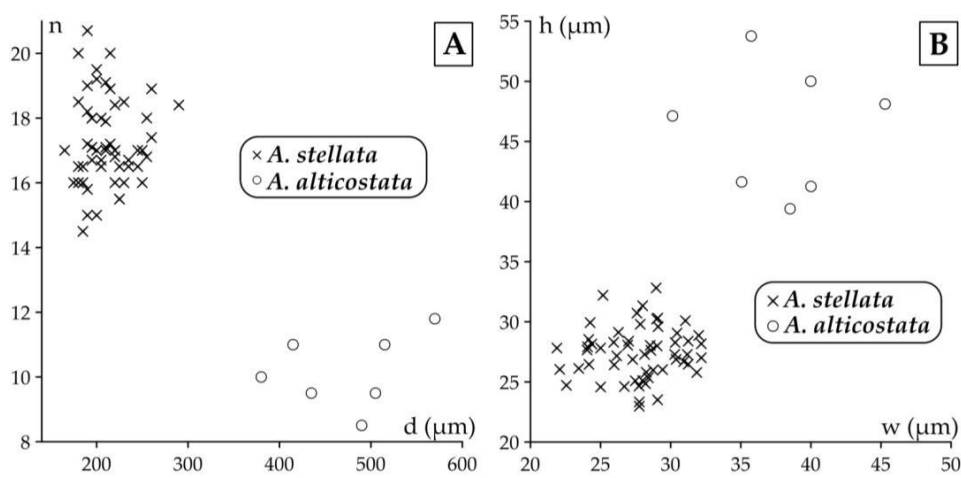 n
A
20
18
16
14
12
10
8
× A. stellata
○ A. alticostata
d (µm)
200 300 400 500 600
h (µm)
B
55
50
45
40
35
30
25
20
× A. stellata
○ A. alticostata
w (µm)
20 25 30 35 40 45 50